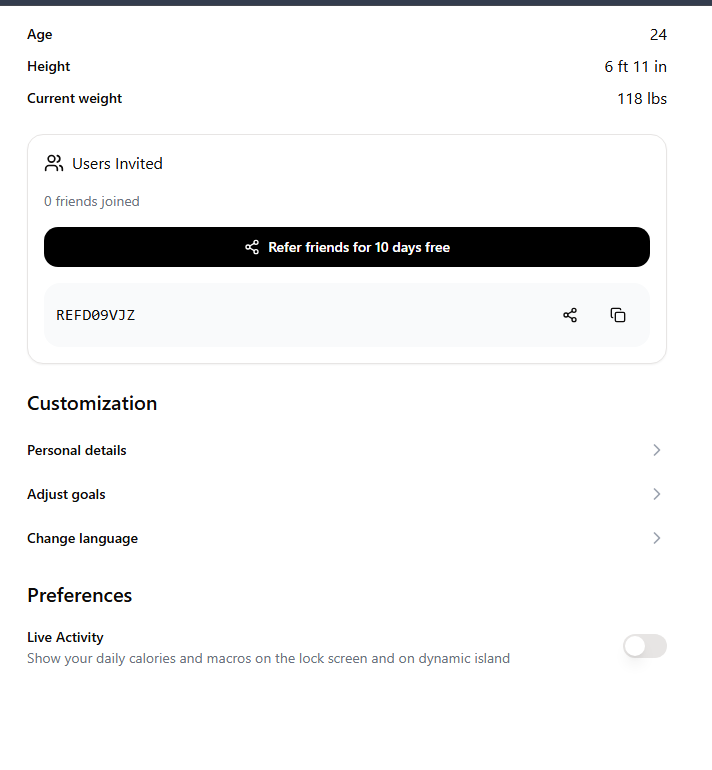 Age 24
Height 6 ft 11 in
Current weight 118 lbs
Users Invited
0 friends joined
Refer friends for 10 days free
REFD09VJZ
Customization
Personal details
Adjust goals
Change language
Preferences
Live Activity
Show your daily calories and macros on the lock screen and on dynamic island